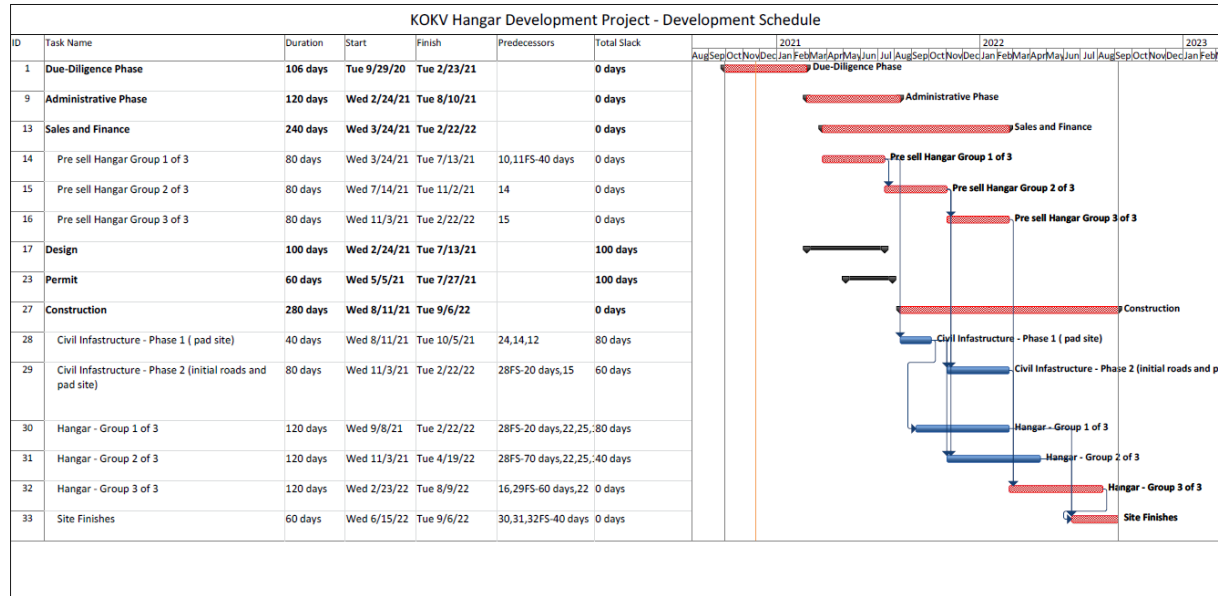 KOKV Hangar Development Project - Development Schedule
ID Task Name Duration Start Finish Predecessors Total Slack
2021 2022 2023
Aug Sep Oct Nov Dec Jan Feb Mar Apr May Jun Jul Aug Sep Oct Nov Dec Jan Feb Mar Apr May Jun Jul Aug Sep Oct Nov Dec Jan Feb
1 Due-Diligence Phase 106 days Tue 9/29/20 Tue 2/23/21 0 days Due-Diligence Phase
9 Administrative Phase 120 days Wed 2/24/21 Tue 8/10/21 0 days Administrative Phase
13 Sales and Finance 240 days Wed 3/24/21 Tue 2/22/22 0 days Sales and Finance
14 Pre sell Hangar Group 1 of 3 80 days Wed 3/24/21 Tue 7/13/21 10,11FS-40 days 0 days Pre sell Hangar Group 1 of 3
15 Pre sell Hangar Group 2 of 3 80 days Wed 7/14/21 Tue 11/2/21 14 0 days Pre sell Hangar Group 2 of 3
16 Pre sell Hangar Group 3 of 3 80 days Wed 11/3/21 Tue 2/22/22 15 0 days Pre sell Hangar Group 3 of 3
17 Design 100 days Wed 2/24/21 Tue 7/13/21 100 days
23 Permit 60 days Wed 5/5/21 Tue 7/27/21 100 days
27 Construction 280 days Wed 8/11/21 Tue 9/6/22 0 days Construction
28 Civil Infastructure - Phase 1 ( pad site) 40 days Wed 8/11/21 Tue 10/5/21 24,14,12 80 days Civil Infastructure - Phase 1 ( pad site)
29 Civil Infastructure - Phase 2 (initial roads and 80 days Wed 11/3/21 Tue 2/22/22 28FS-20 days,15 60 days Civil Infastructure - Phase 2 (initial roads and p
pad site)
30 Hangar - Group 1 of 3 120 days Wed 9/8/21 Tue 2/22/22 28FS-20 days,22,25, 80 days Hangar - Group 1 of 3
31 Hangar - Group 2 of 3 120 days Wed 11/3/21 Tue 4/19/22 28FS-70 days,22,25, 40 days Hangar - Group 2 of 3
32 Hangar - Group 3 of 3 120 days Wed 2/23/22 Tue 8/9/22 16,29FS-60 days,22 0 days Hangar - Group 3 of 3
33 Site Finishes 60 days Wed 6/15/22 Tue 9/6/22 30,31,32FS-40 days 0 days Site Finishes